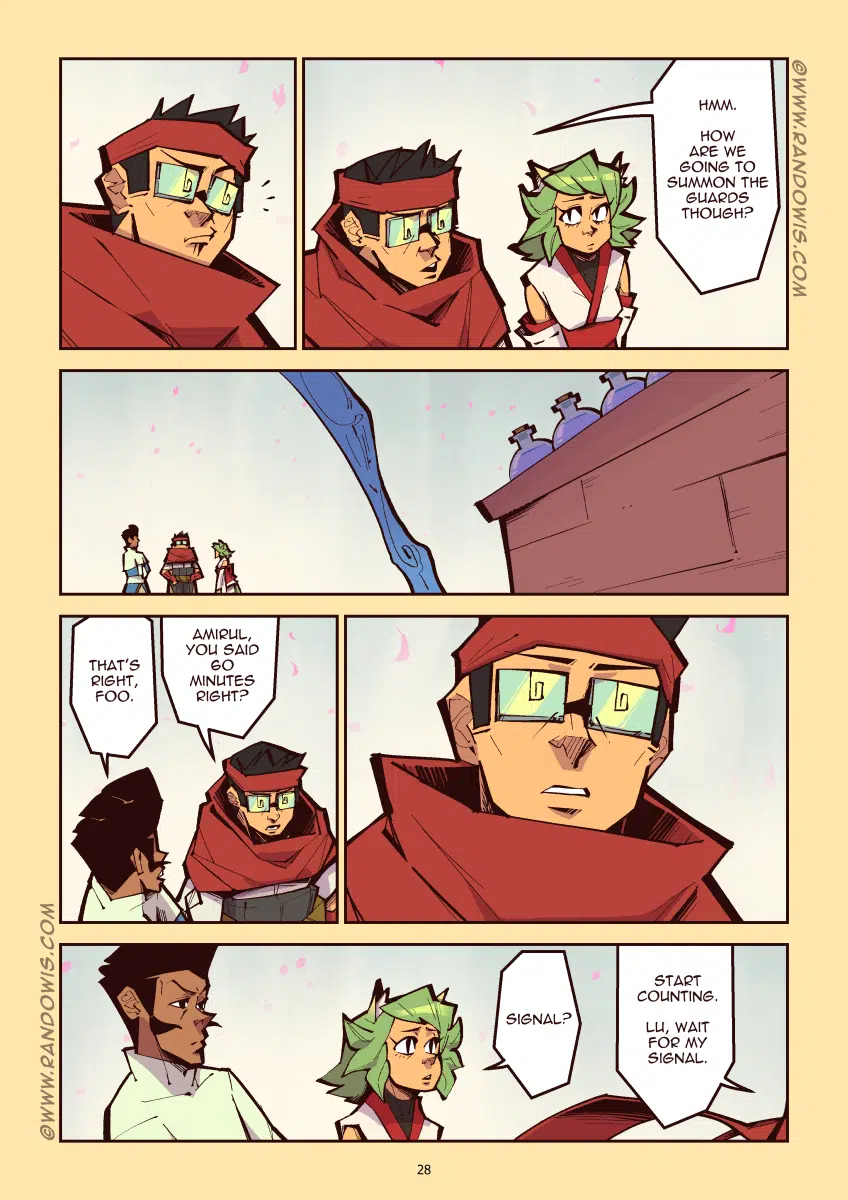 ©WWW.RANDOWIS.COM
HMM.
HOW
ARE WE
GOING TO
SUMMON THE
GUARDS
THOUGH?
AMIRUL,
YOU SAID
60
MINUTES
RIGHT?
THAT'S
RIGHT,
FOO.
START
COUNTING.
LU, WAIT
FOR MY
SIGNAL.
SIGNAL?
©WWW.RANDOWIS.COM
28